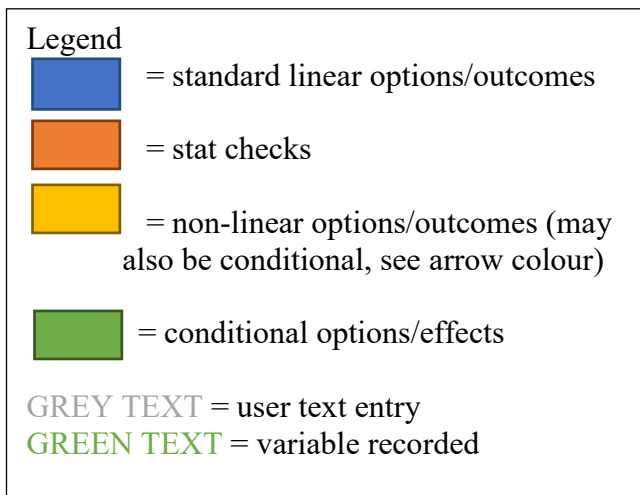 Legend
= standard linear options/outcomes
= stat checks
= non-linear options/outcomes (may
also be conditional, see arrow colour)
= conditional options/effects
GREY TEXT = user text entry
GREEN TEXT = variable recorded